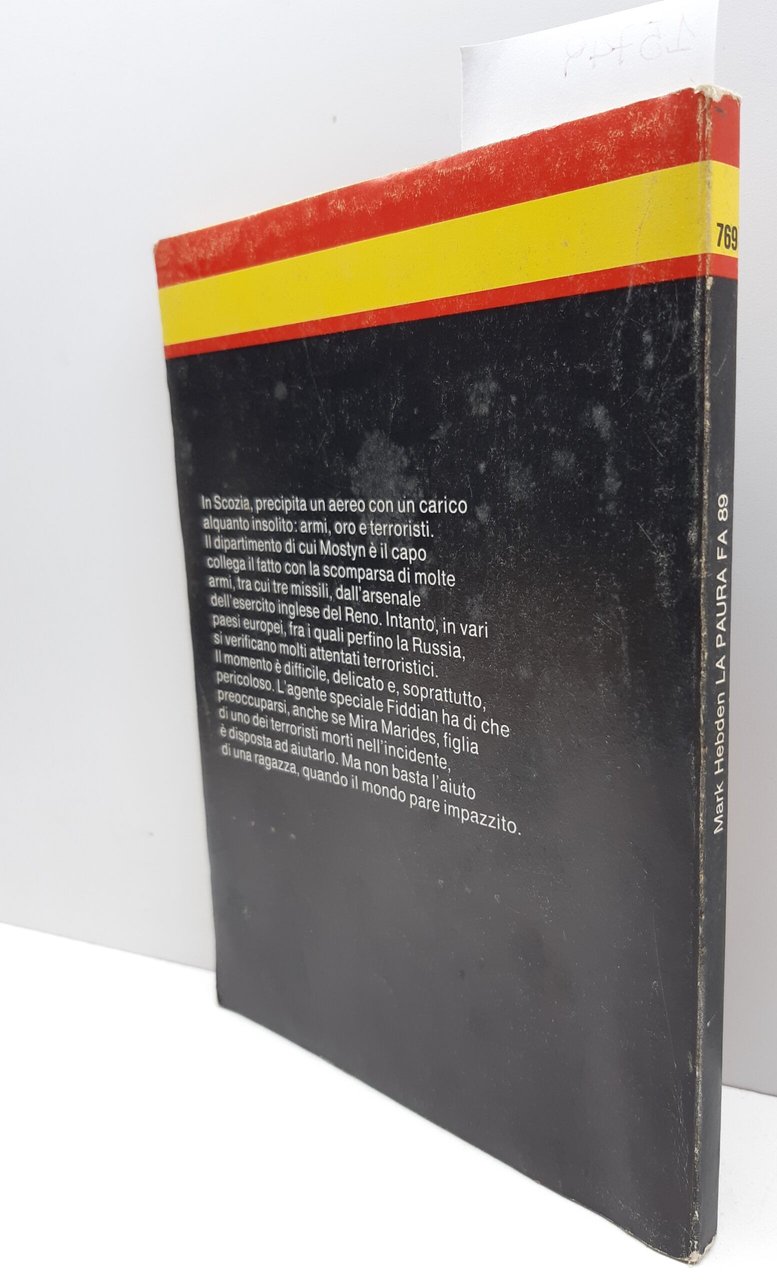 In Scozia, precipita un aereo con un carico
alquanto insolito: armi, oro e terroristi.
Il dipartimento di cui Mostyn è il capo
collega il fatto con la scomparsa di molte
armi, tra cui tre missili, dall'arsenale
dell'esercito inglese del Reno. Intanto, in vari
paesi europei, fra i quali perfino la Russia,
si verificano molti attentati terroristici.
Il momento è difficile, delicato e, soprattutto,
pericoloso. L'agente speciale Fiddian ha di che
preoccuparsi, anche se Mira Marides, figlia
di uno dei terroristi morti nell'incidente,
è disposta ad aiutarlo. Ma non basta l'aiuto
di una ragazza, quando il mondo pare impazzito.
769
Mark Hebden LA PAURA FA 89